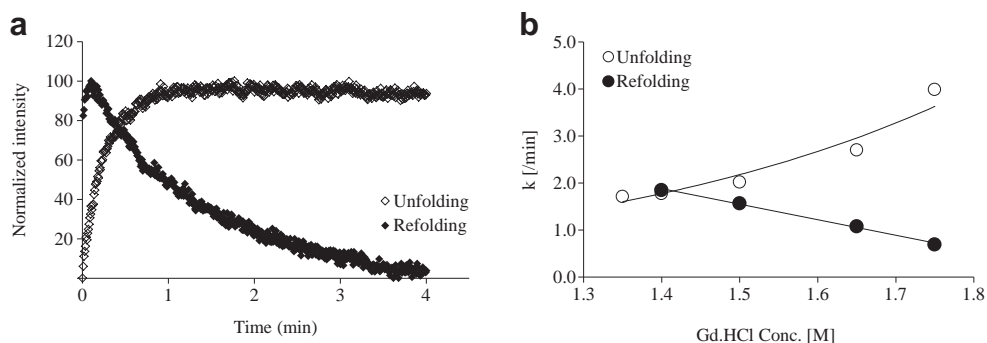 a
120
100
80
60
40
20
0
1
2
3
4
Normalized intensity
Time (min)
Unfolding
Refolding
b
5.0
4.0
3.0
2.0
1.0
0.0
1.3
1.4
1.5
1.6
1.7
1.8
k [/min]
Gd.HCl Conc. [M]
Unfolding
Refolding